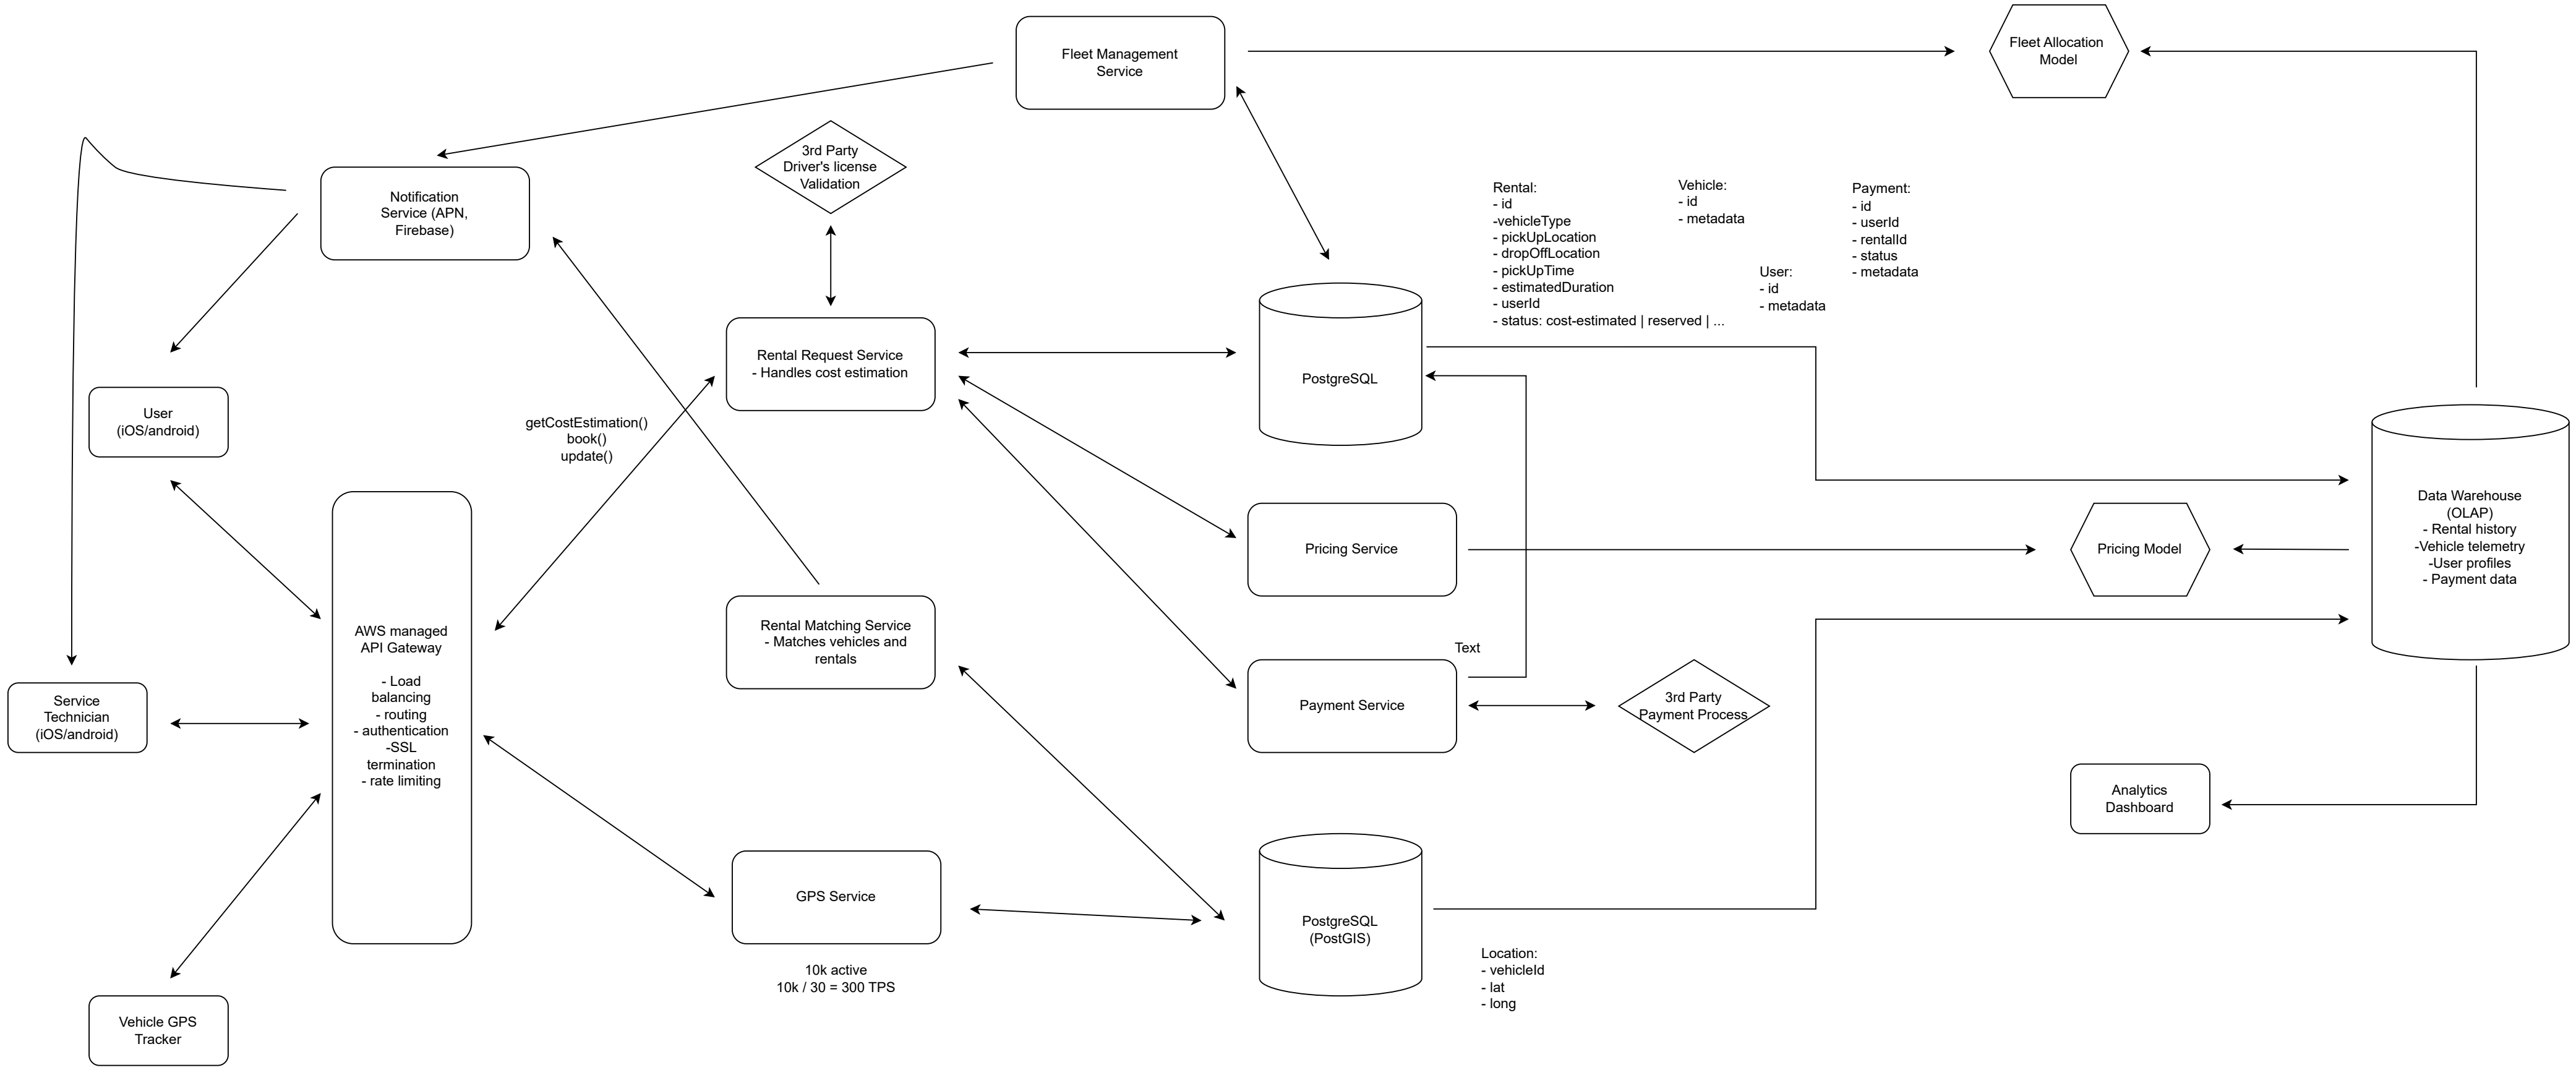 Fleet Management
Service
Fleet Allocation
Model
3rd Party
Driver's license
Validation
Notification
Service (APN,
Firebase)
Rental:
- id
-vehicleType
- pickUpLocation
- dropOffLocation
- pickUpTime
- estimatedDuration
- userId
- status: cost-estimated | reserved | ...
Vehicle:
- id
- metadata
User:
- id
- metadata
Payment:
- id
- userId
- rentalId
- status
- metadata
Rental Request Service
- Handles cost estimation
PostgreSQL
User
(iOS/android)
getCostEstimation()
book()
update()
Data Warehouse
(OLAP)
- Rental history
-Vehicle telemetry
-User profiles
- Payment data
Pricing Service
Pricing Model
AWS managed
API Gateway
- Load
balancing
- routing
- authentication
-SSL
termination
- rate limiting
Rental Matching Service
- Matches vehicles and
rentals
Text
Payment Service
3rd Party
Payment Process
Service
Technician
(iOS/android)
Analytics
Dashboard
GPS Service
10k active
10k / 30 = 300 TPS
PostgreSQL
(PostGIS)
Location:
- vehicleId
- lat
- long
Vehicle GPS
Tracker